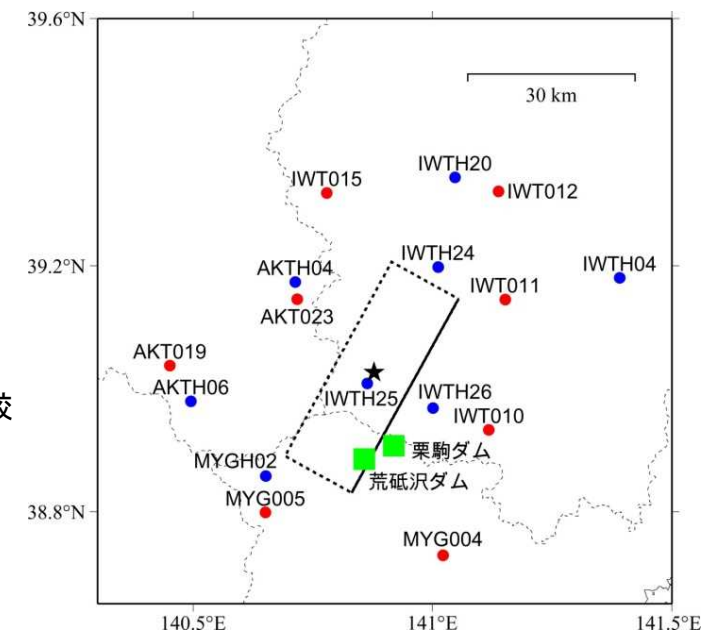 39.6°N
30 km
IWTH20
IWT015
IWT012
39.2°N
IWTH24
IWTH04
AKTH04
IWT011
AKT023
AKT019
AKTH06
IWTH25
IWTH26
較
IWT010
栗駒ダム
MYGH02
荒砥沢ダム
MYG005
38.8°N
MYG004
140.5°E
141°E
141.5°E